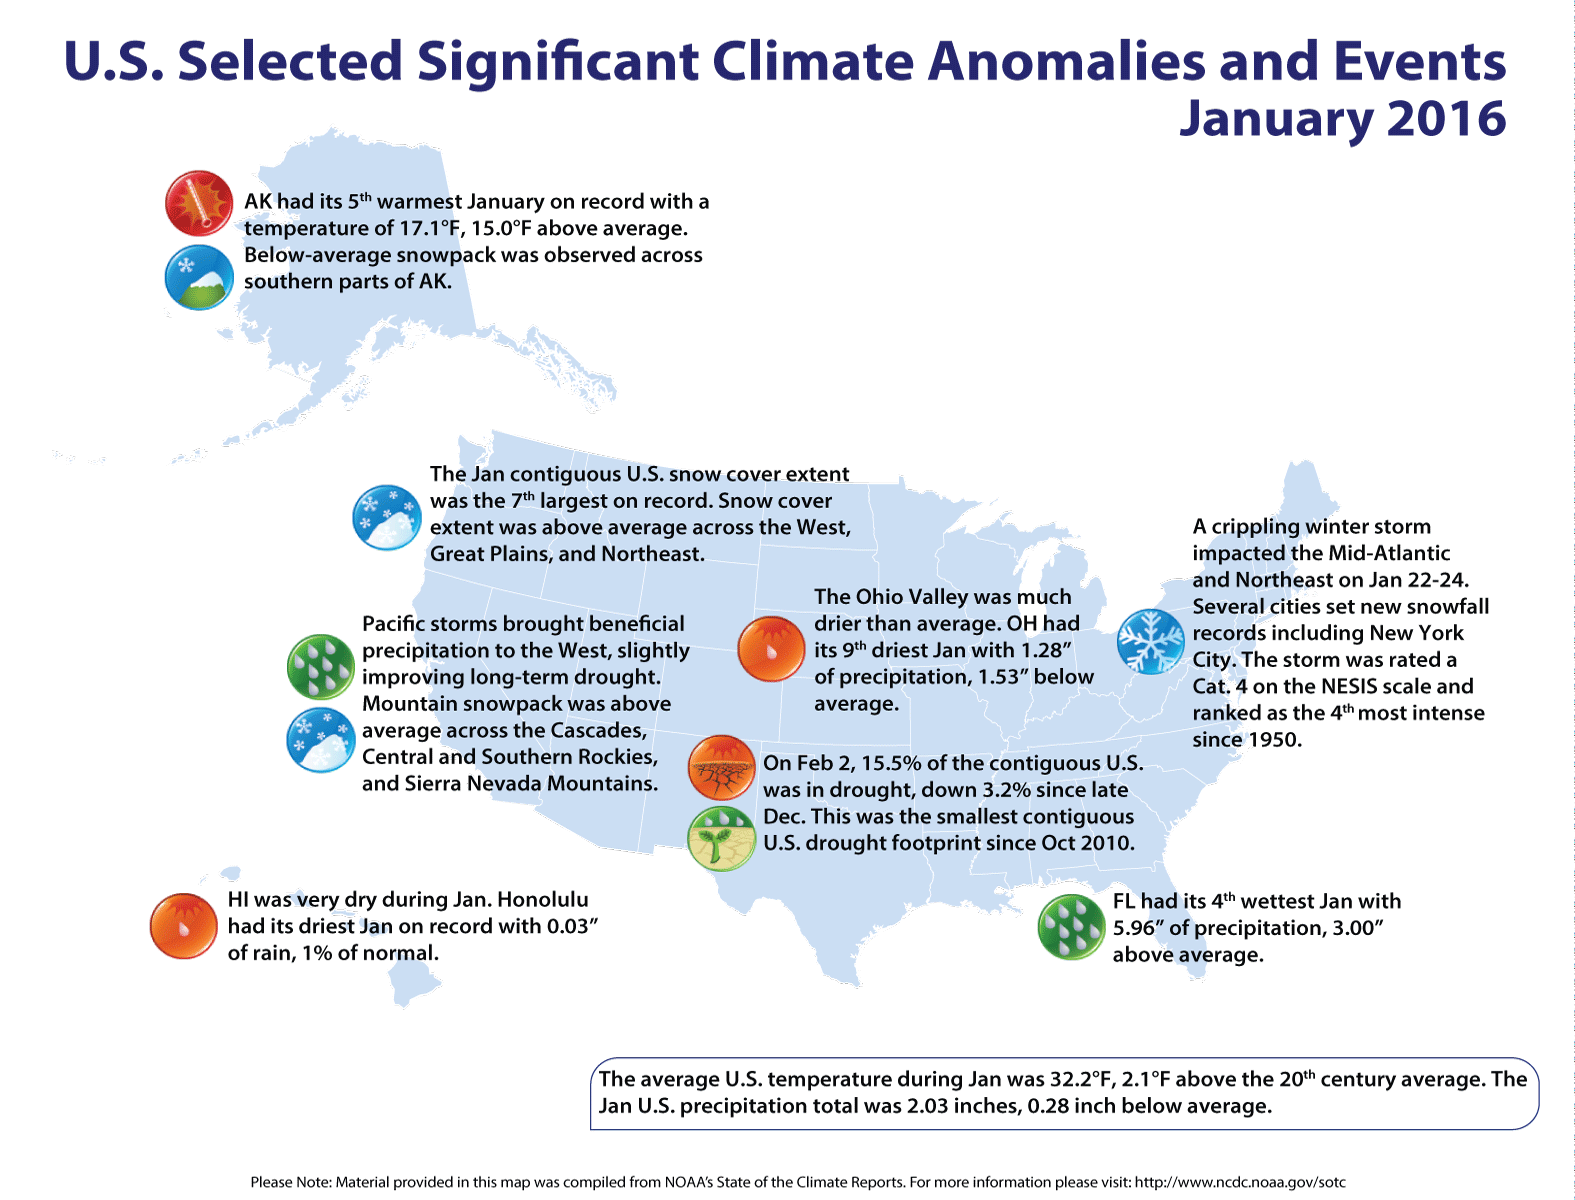 U.S. Selected Significant Climate Anomalies and Events
January 2016
AK had its 5th warmest January on record with a
temperature of 17.1°F, 15.0°F above average.
Below-average snowpack was observed across
southern parts of AK.
The Jan contiguous U.S. snow cover extent
was the 7th largest on record. Snow cover
extent was above average across the West,
Great Plains, and Northeast.
A crippling winter storm
impacted the Mid-Atlantic
and Northeast on Jan 22-24.
Several cities set new snowfall
records including New York
City. The storm was rated a
Cat. 4 on the NESIS scale and
ranked as the 4th most intense
since 1950.
Pacific storms brought beneficial
precipitation to the West, slightly
improving long-term drought.
Mountain snowpack was above
average across the Cascades,
Central and Southern Rockies,
and Sierra Nevada Mountains.
The Ohio Valley was much
drier than average. OH had
its 9th driest Jan with 1.28”
of precipitation, 1.53” below
average.
On Feb 2, 15.5% of the contiguous U.S.
was in drought, down 3.2% since late
Dec. This was the smallest contiguous
U.S. drought footprint since Oct 2010.
HI was very dry during Jan. Honolulu
had its driest Jan on record with 0.03”
of rain, 1% of normal.
FL had its 4th wettest Jan with
5.96” of precipitation, 3.00”
above average.
The average U.S. temperature during Jan was 32.2°F, 2.1°F above the 20th century average. The
Jan U.S. precipitation total was 2.03 inches, 0.28 inch below average.
Please Note: Material provided in this map was compiled from NOAA’s State of the Climate Reports. For more information please visit: http://www.ncdc.noaa.gov/sotc